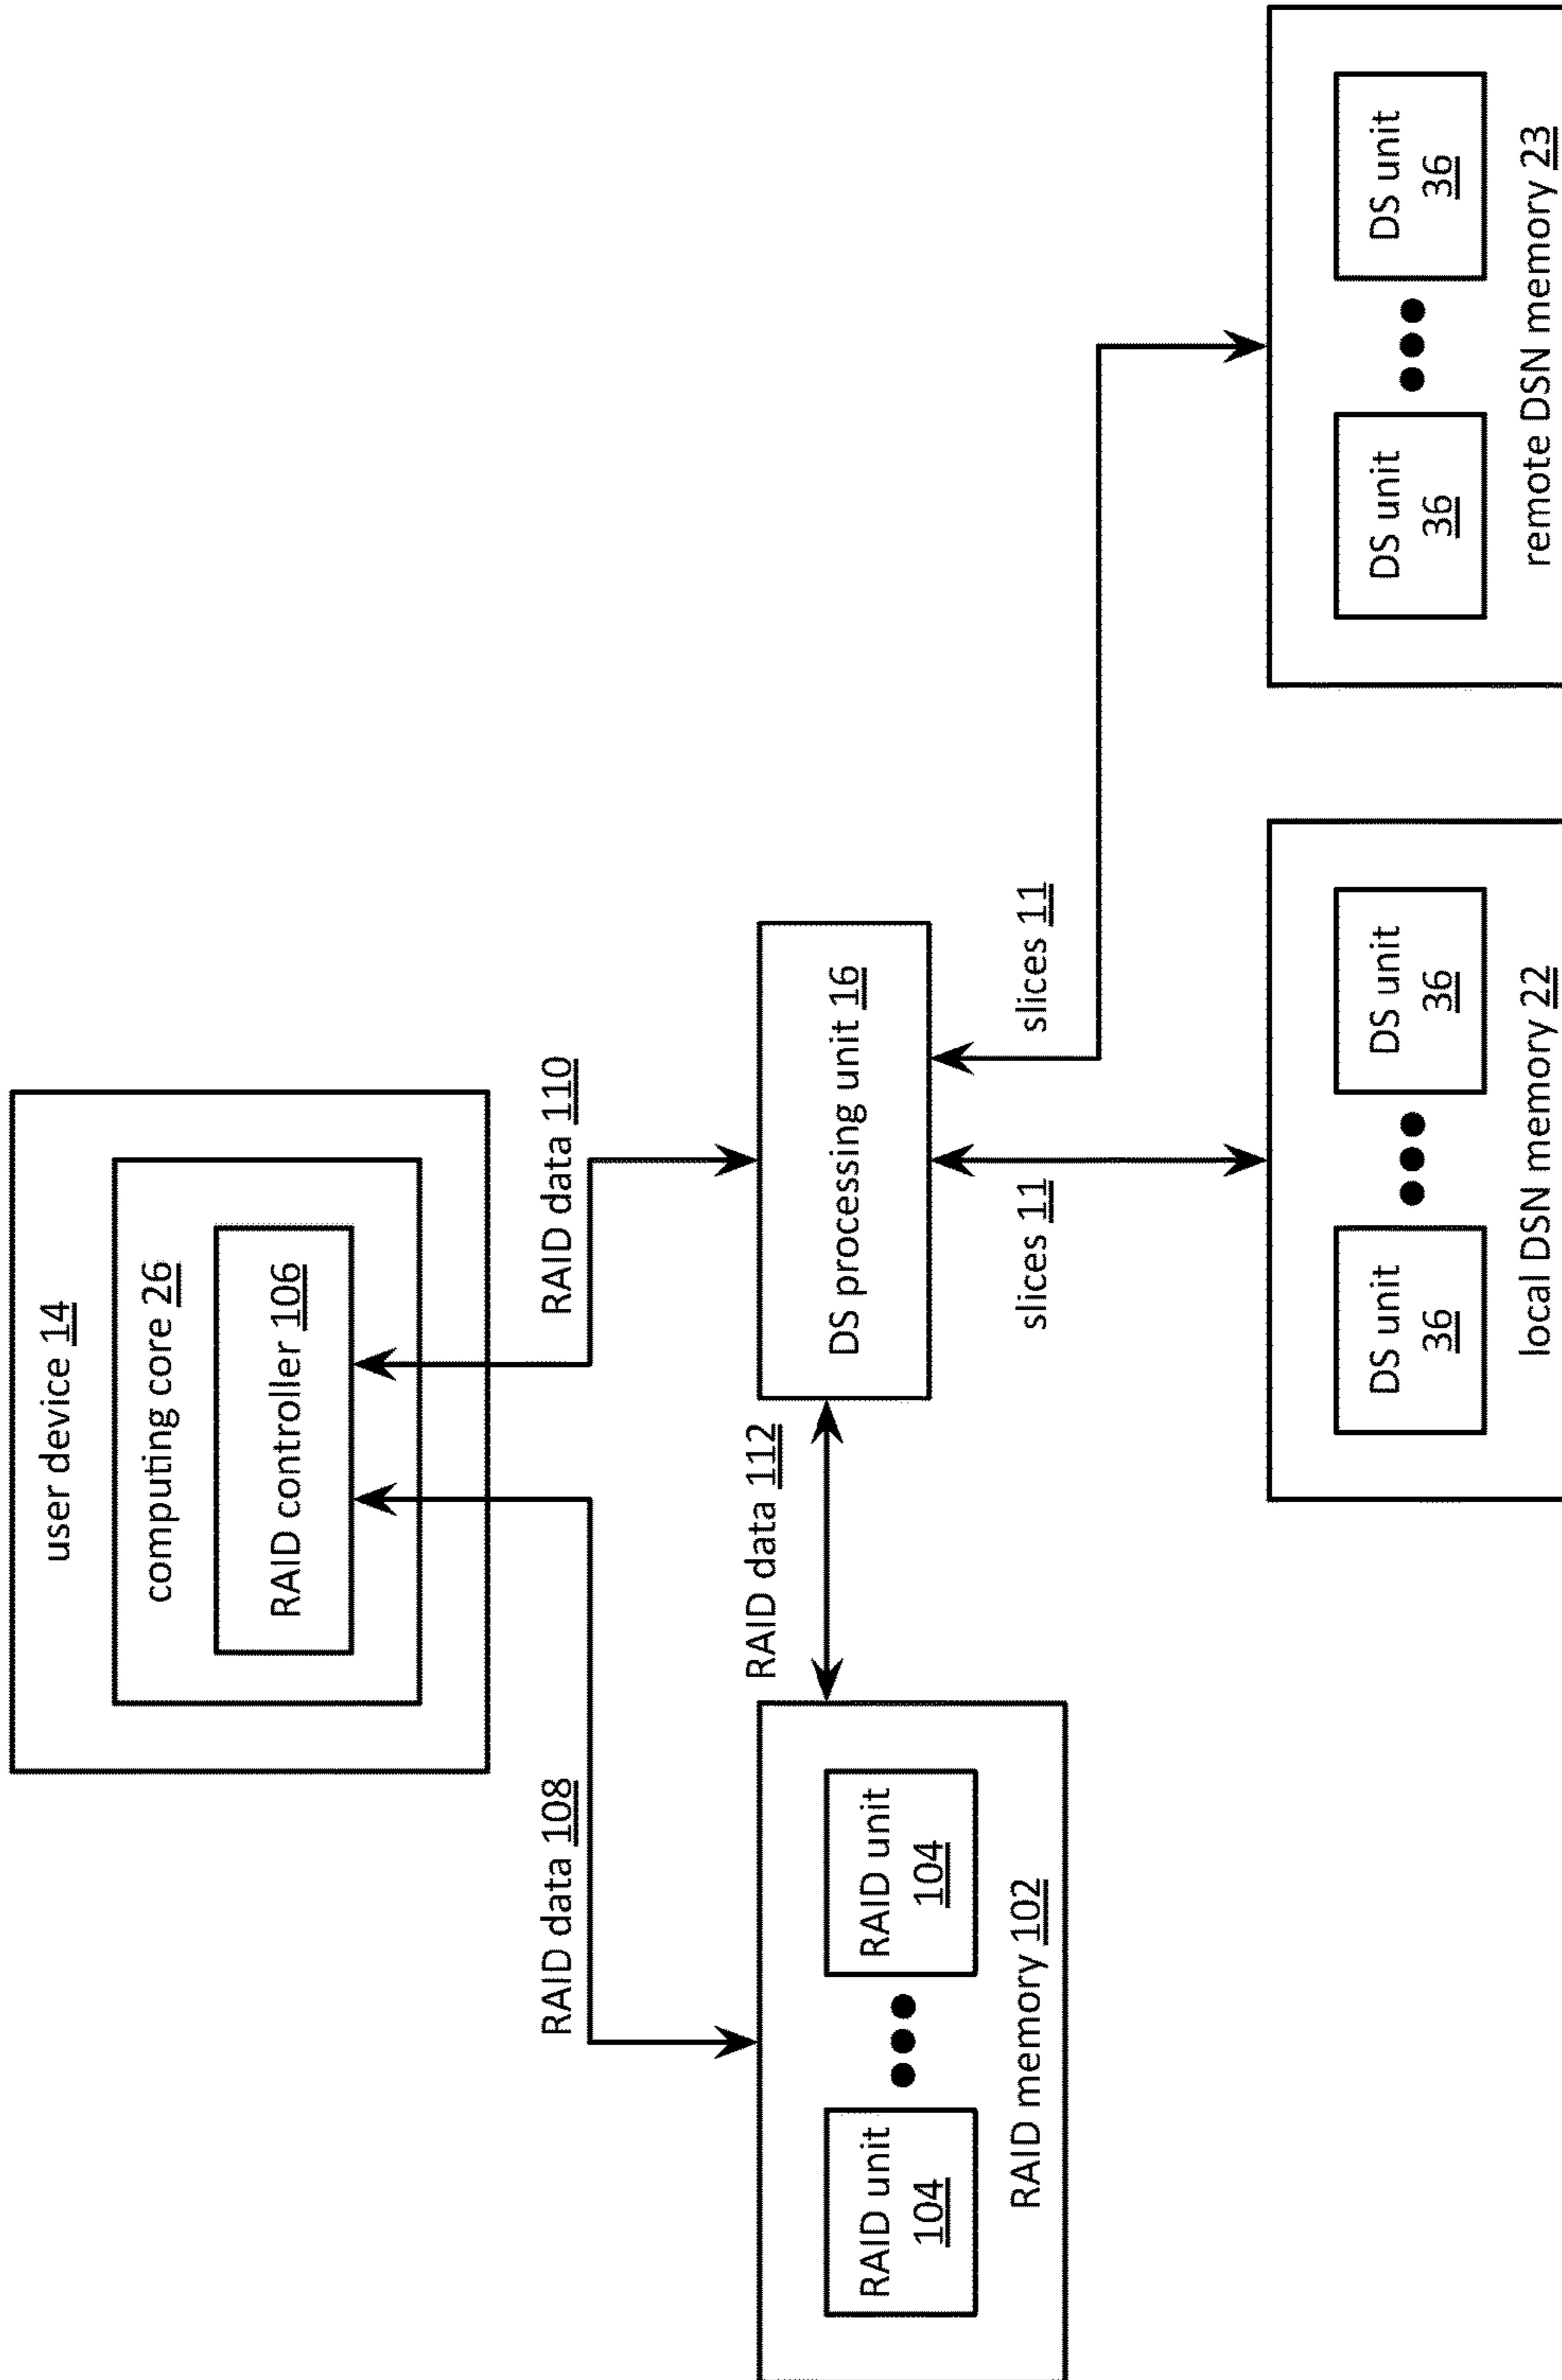 user device 14
computing core 26
RAID controller 106
RAID data 108
RAID data 110
RAID data 112
RAID unit
104
RAID unit
104
RAID memory 102
DS processing unit 16
slices 11
slices 11
DS unit
36
DS unit
36
local DSN memory 22
DS unit
36
DS unit
36
remote DSN memory 23